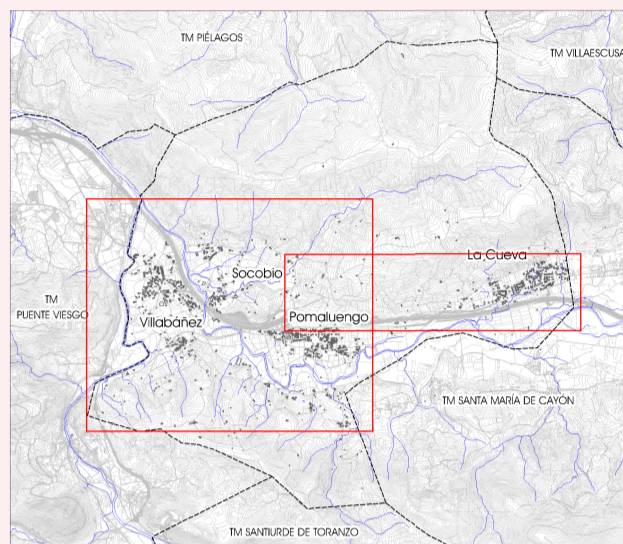 TM PIÉLAGOS
TM VILLAESCUSA
La Cueva
Socobio
TM
PUENTE VIESGO
Villabáñez
Pomaluengo
TM SANTA MARÍA DE CAYÓN
TM SANTIURDE DE TORANZO